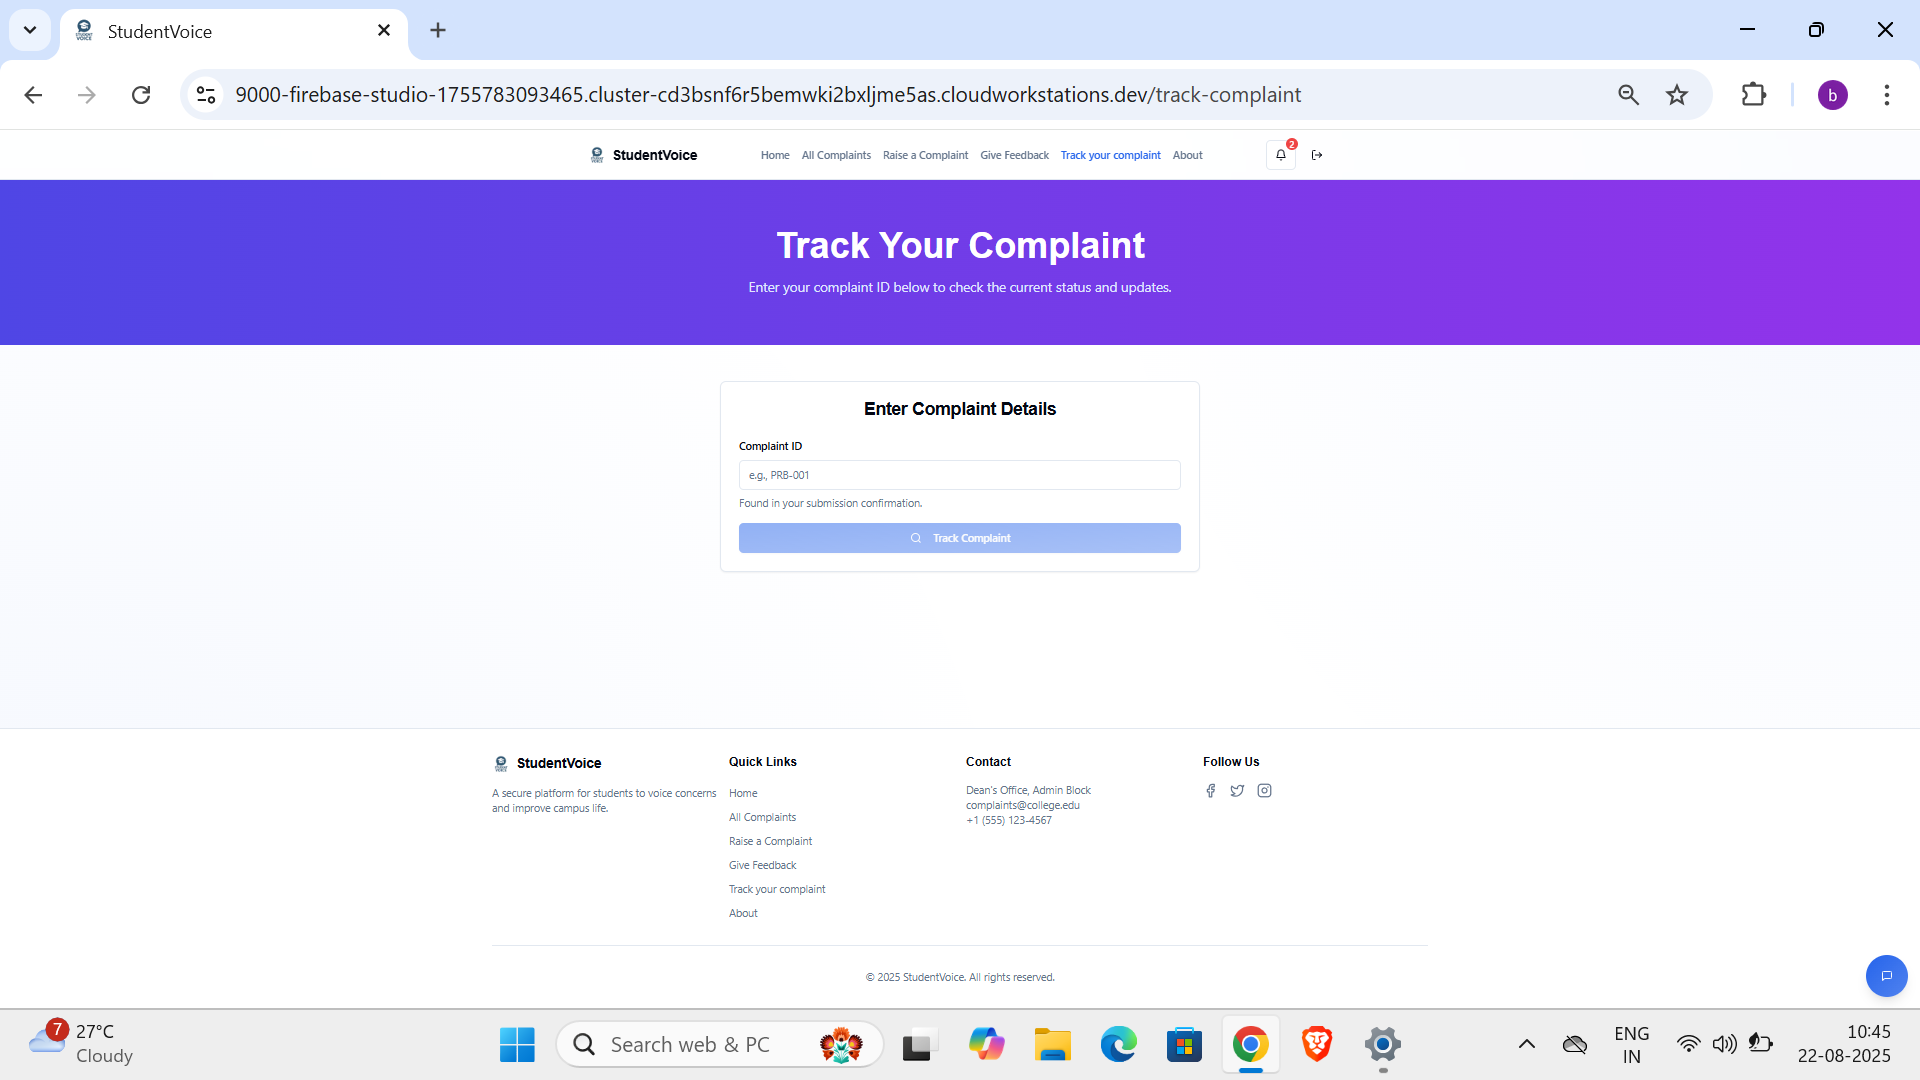 StudentVoice
9000-firebase-studio-1755783093465.cluster-cd3bsnf6r5bemwki2bxljme5as.cloudworkstations.dev/track-complaint
b
StudentVoice
Home All Complaints Raise a Complaint Give Feedback Track your complaint About
2
Track Your Complaint
Enter your complaint ID below to check the current status and updates.
Enter Complaint Details
Complaint ID
e.g., PRB-001
Found in your submission confirmation.
Track Complaint
StudentVoice
A secure platform for students to voice concerns
and improve campus life.
Quick Links
Home
All Complaints
Raise a Complaint
Give Feedback
Track your complaint
About
Contact
Dean's Office, Admin Block
complaints@college.edu
+1 (555) 123-4567
Follow Us
© 2025 StudentVoice. All rights reserved.
7
27°C
Cloudy
Search web & PC
ENG
IN
10:45
22-08-2025